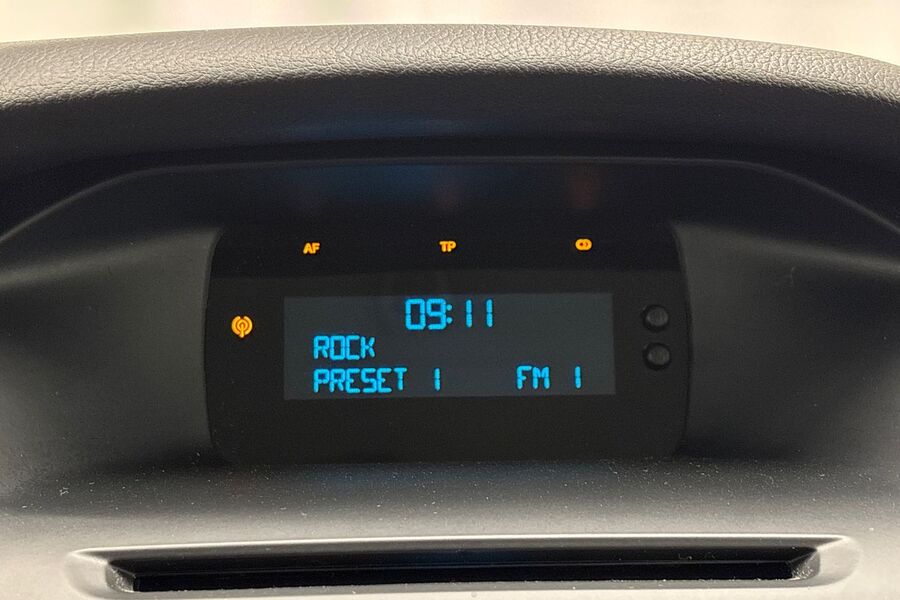 AF TP
09:11
ROCK
PRESET 1 FM 1